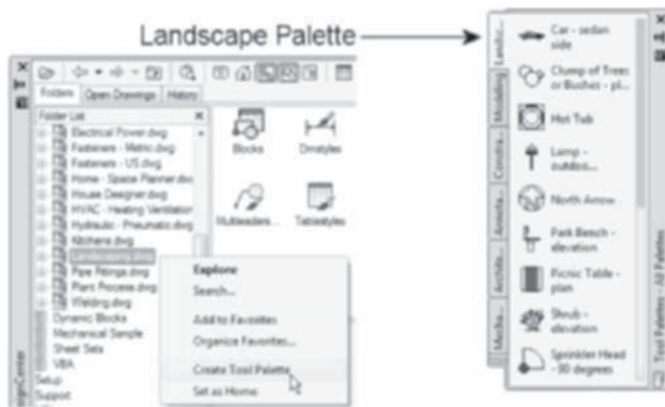 Landscape Palette
Folders
Open Drawings
History
Folder List
Electrical Power.dwg
Fasteners - Metric.dwg
Fasteners - US.dwg
Home - Space Planner.dwg
House Designer.dwg
HVAC - Heating Ventilation
Hydraulic - Pneumatic.dwg
Kitchens.dwg
Landscaping.dwg
Pipe Fittings.dwg
Plant Process.dwg
Welding.dwg
Dynamic Blocks
Mechanical Sample
Sheet Sets
VBA
Setup
Support
Blocks
Dimstyles
Multileaders...
Tablestyles
Explore
Search...
Add to Favorites
Organize Favorites...
Create Tool Palette
Set as Home
Landsc...
Modeling
Constra...
Annota...
Archite...
Mecha...
Car - sedan
side
Clump of Trees
or Bushes - pl...
Hot Tub
Lamp -
outdoo...
North Arrow
Park Bench -
elevation
Picnic Table -
plan
Shrub -
elevation
Sprinkler Head
- 90 degrees
Tool Palettes - All Palettes